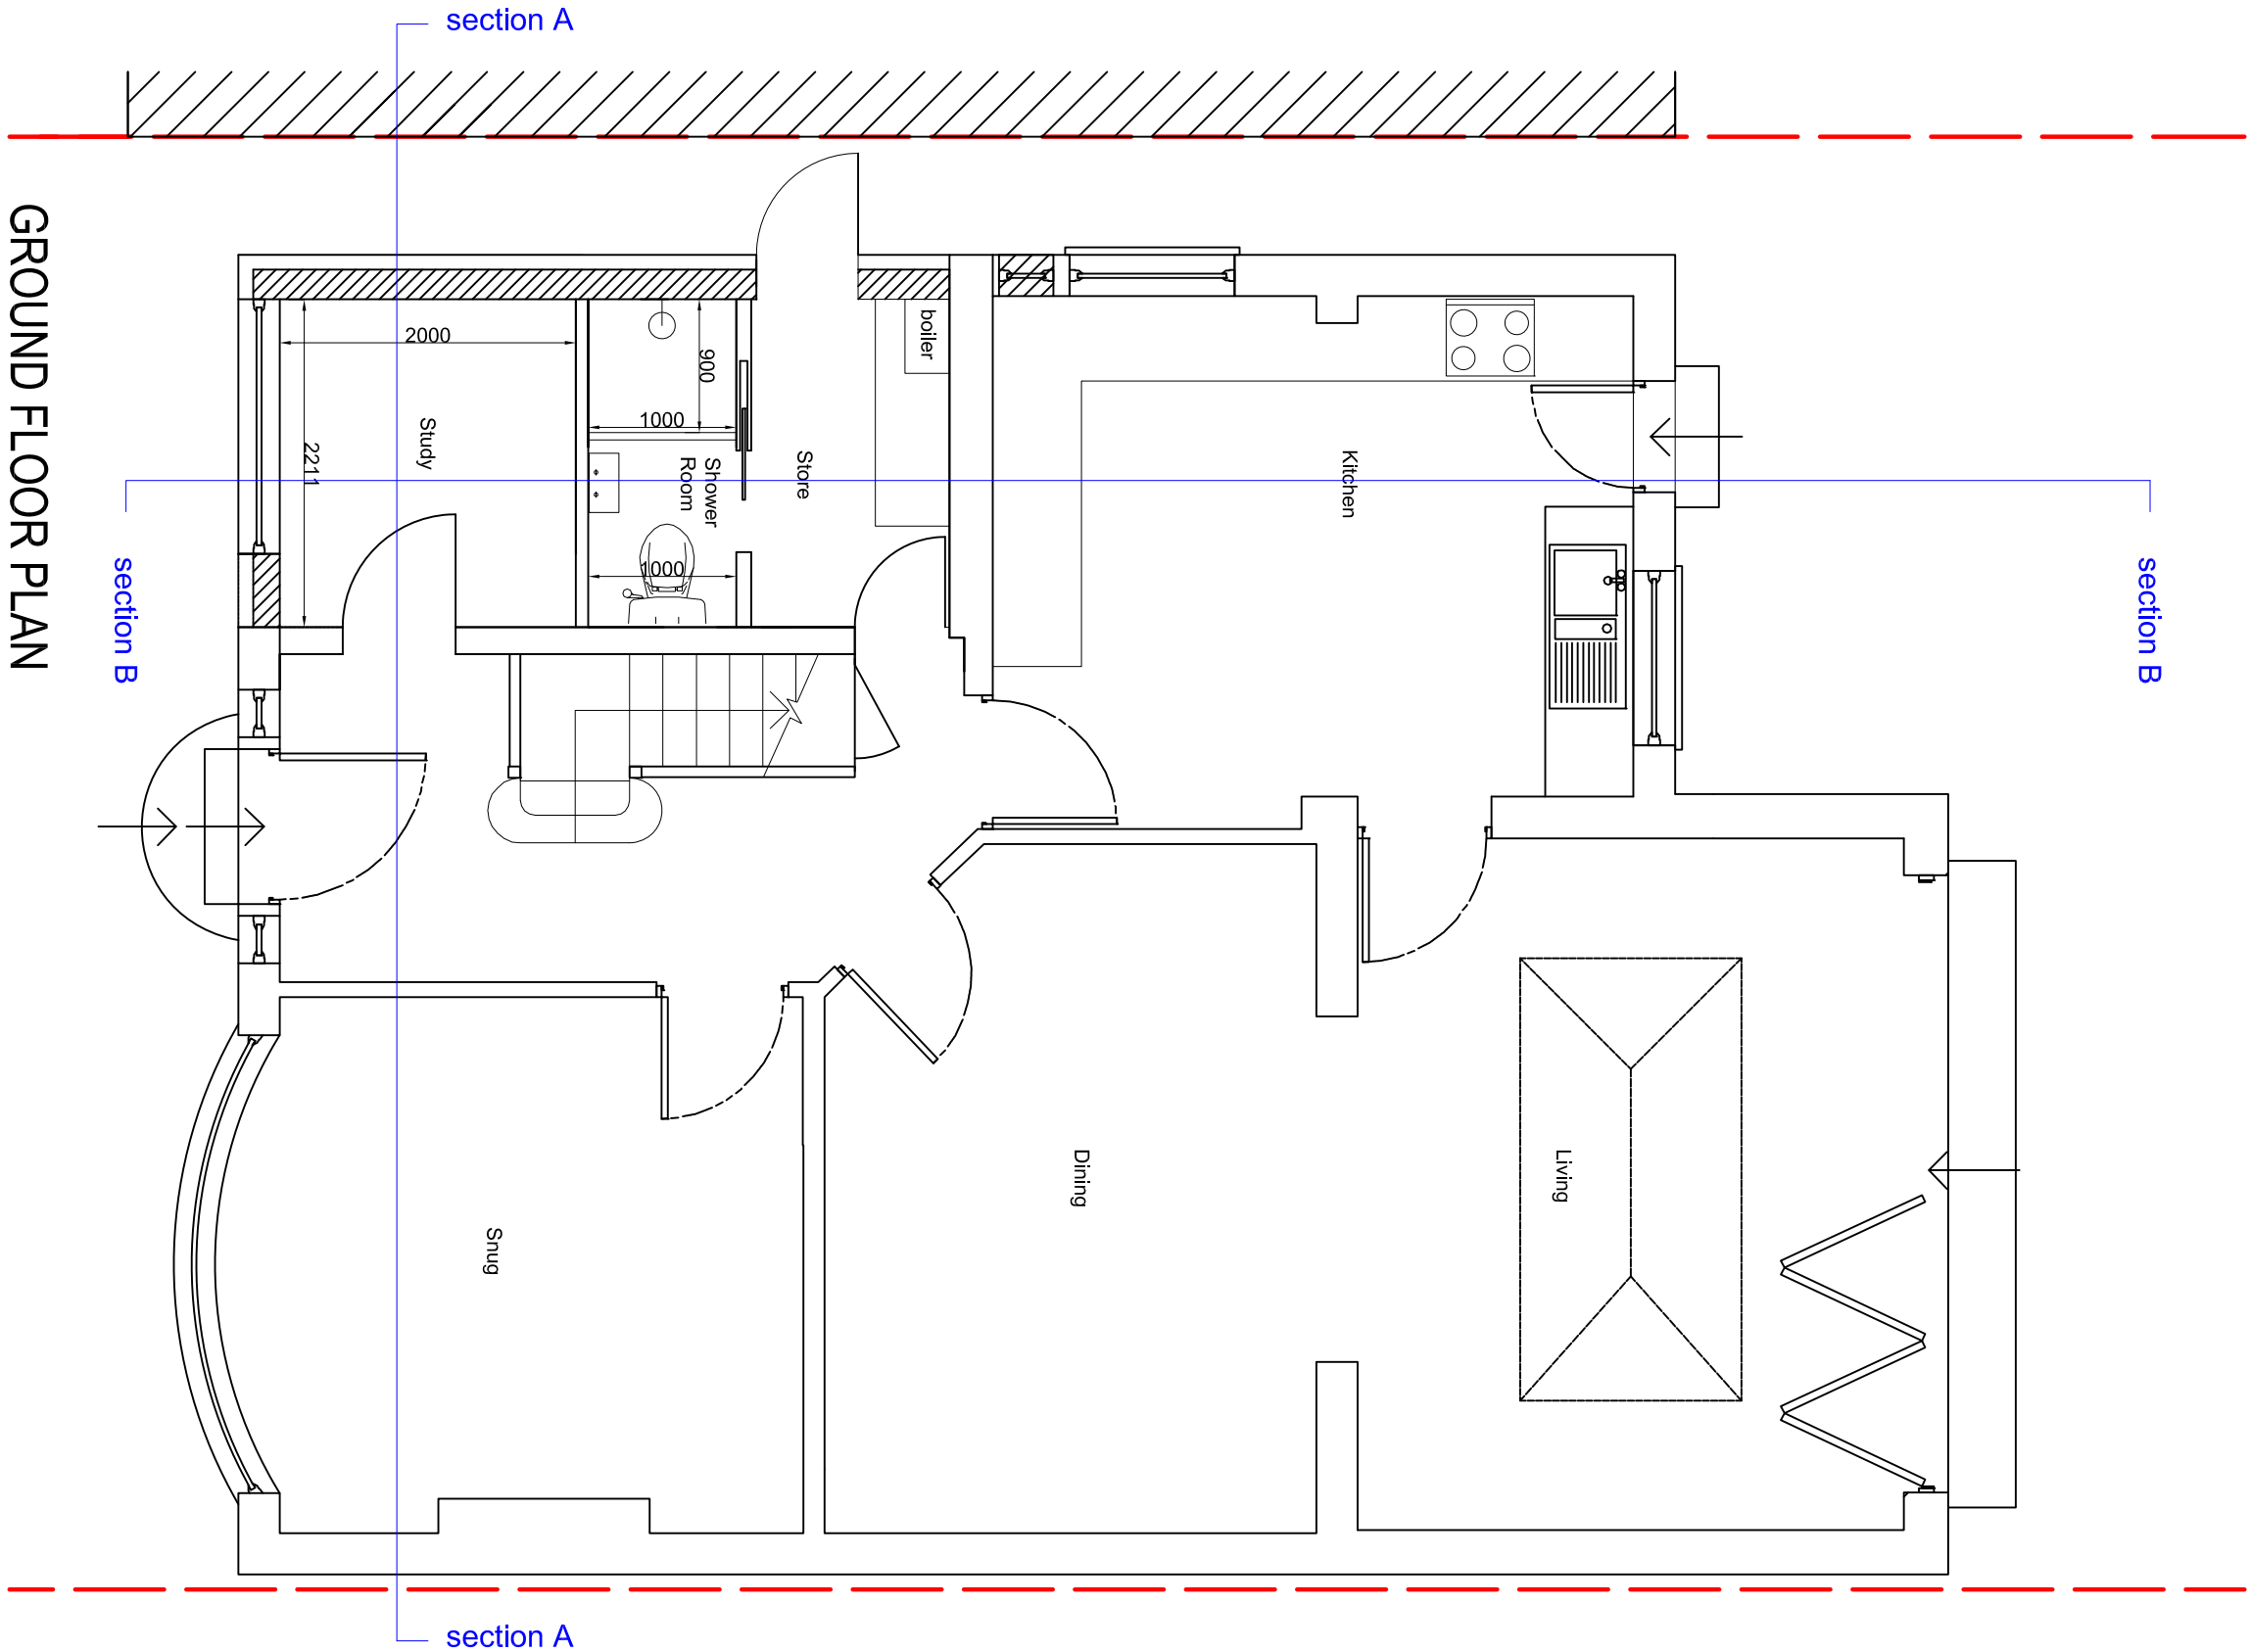 section A
GROUND FLOOR PLAN
boiler
2000
900
Study
2211
1000
Shower
Room
Store
Kitchen
1000
section B
section B
Dining
Living
Snug
section A